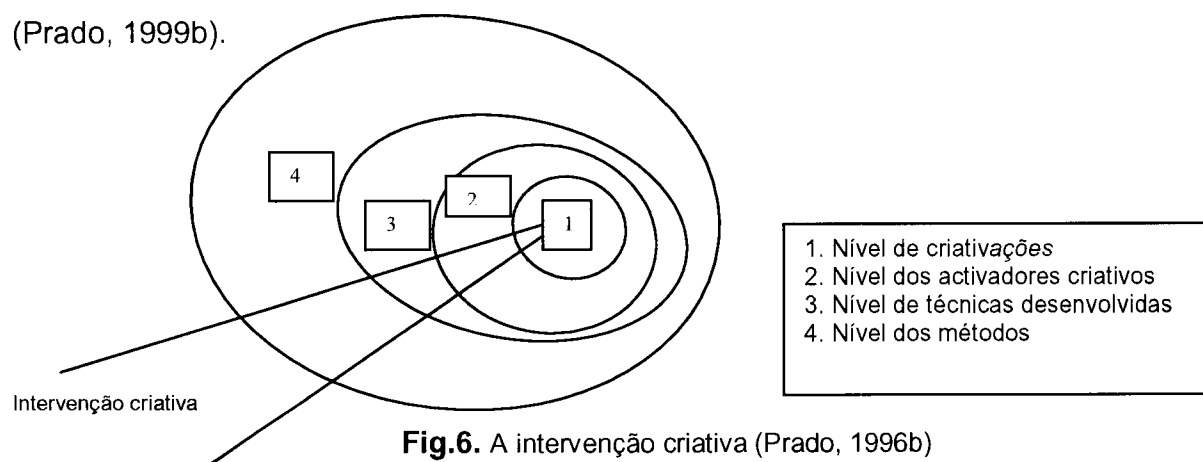 (Prado, 1999b).
4
2
3
1
1. Nível de criativações
2. Nível dos activadores criativos
3. Nível de técnicas desenvolvidas
4. Nível dos métodos
Intervenção criativa
Fig.6. A intervenção criativa (Prado, 1996b)